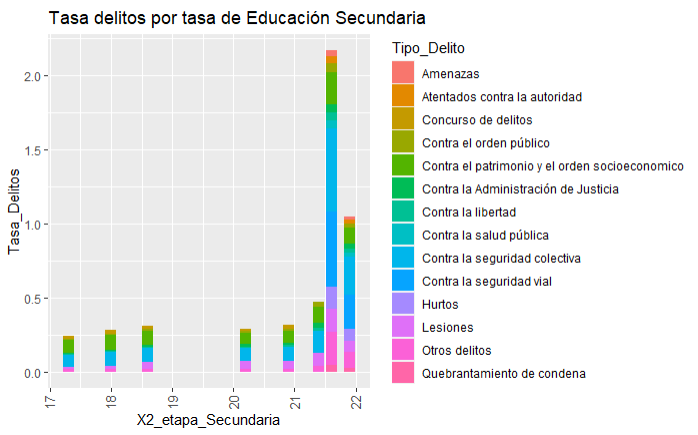 Tasa delitos por tasa de Educación Secundaria
Tasa_Delitos
2.0
1.5
1.0
0.5
0.0
17
18
19
20
21
22
X2_etapa_Secundaria
Tipo_Delito
Amenazas
Atentados contra la autoridad
Concurso de delitos
Contra el orden público
Contra el patrimonio y el orden socioeconomico
Contra la Administración de Justicia
Contra la libertad
Contra la salud pública
Contra la seguridad colectiva
Contra la seguridad vial
Hurtos
Lesiones
Otros delitos
Quebrantamiento de condena